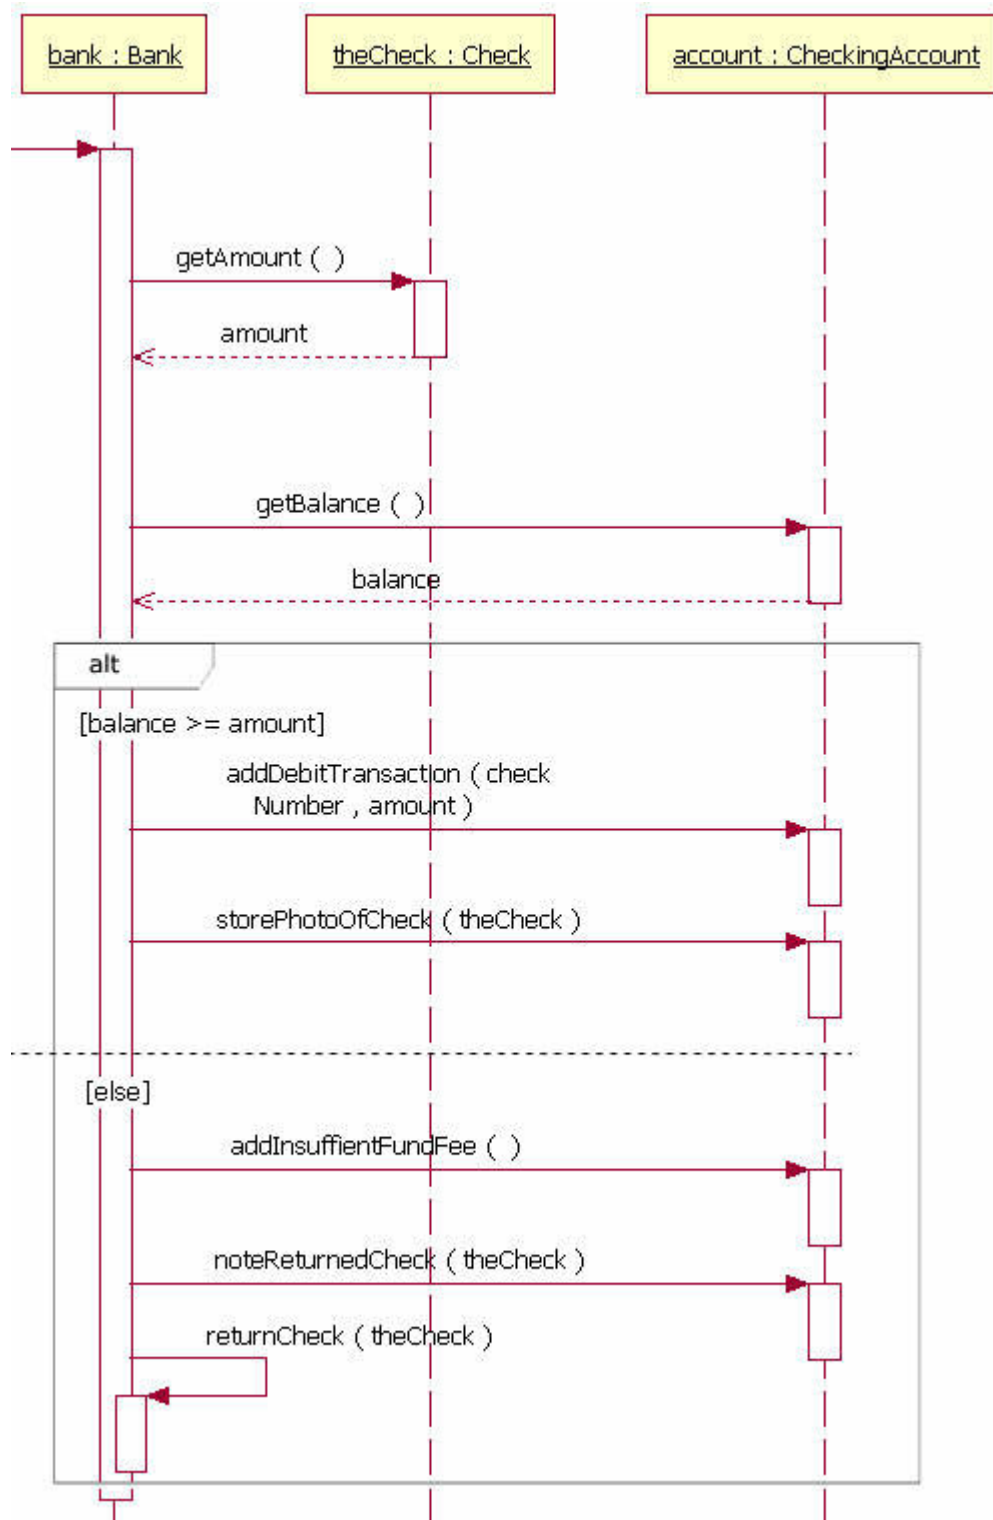 bank : Bank
theCheck : Check
account : CheckingAccount
getAmount ( )
amount
getBalance ( )
balance
alt
[balance >= amount]
addDebitTransaction ( check
Number , amount )
storePhotoOfCheck ( theCheck )
[else]
addInsuffientFundFee ( )
noteReturnedCheck ( theCheck )
returnCheck ( theCheck )